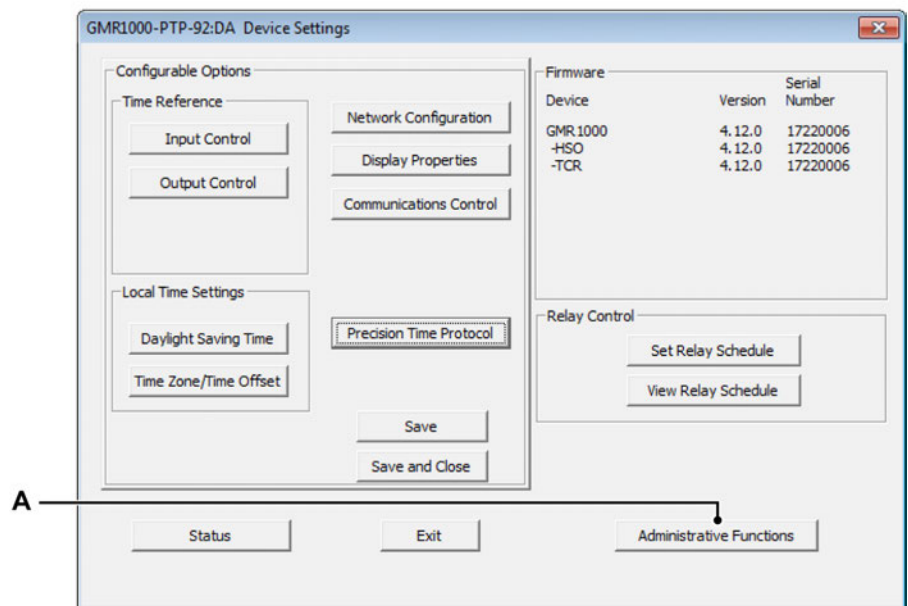 GMR1000-PTP-92:DA Device Settings
Configurable Options
Time Reference
Input Control
Output Control
Network Configuration
Display Properties
Communications Control
Local Time Settings
Daylight Saving Time
Time Zone/Time Offset
Precision Time Protocol
Save
Save and Close
Firmware
Device Version Serial Number
GMR1000 4.12.0 17220006
-HSO 4.12.0 17220006
-TCR 4.12.0 17220006
Relay Control
Set Relay Schedule
View Relay Schedule
A
Status
Exit
Administrative Functions